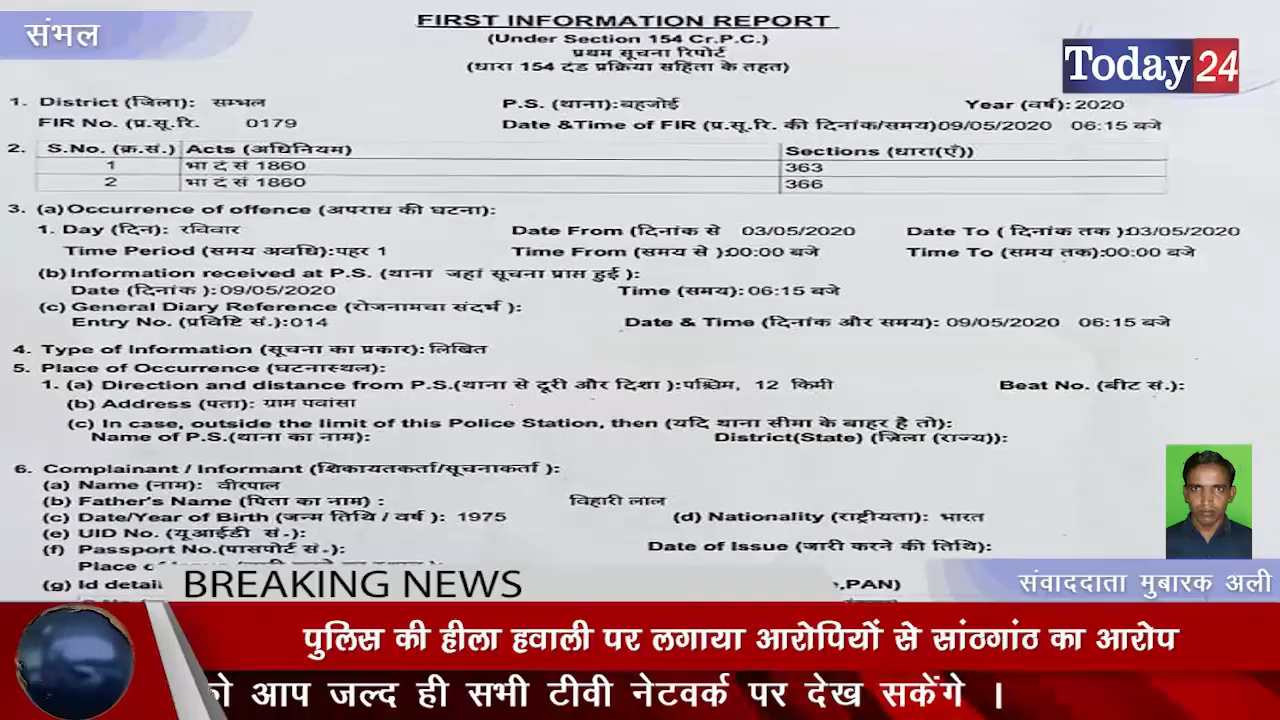 संभल
Today 24
FIRST INFORMATION REPORT
(Under Section 154 Cr.P.C.)
प्रथम सूचना रिपोर्ट
(धारा 154 दंड प्रक्रिया संहिता के तहत)
1. District (जिला): सम्भल P.S. (थाना): बहजोई Year (वर्ष): 2020
FIR No. (प्र.सू.रि. 0179 Date &Time of FIR (प्र.सू.रि. की दिनांक/समय)09/05/2020 06:15 बजे
2. S.No. (क्र.सं.) Acts (अधिनियम) Sections (धारा(एँ))
1 भा दं सं 1860 363
2 भा दं सं 1860 366
3. (a)Occurrence of offence (अपराध की घटना):
1. Day (दिन): रविवार Date From (दिनांक से 03/05/2020 Date To ( दिनांक तक ):03/05/2020
Time Period (समय अवधि):पहर 1 Time From (समय से ):00:00 बजे Time To (समय तक):00:00 बजे
(b)Information received at P.S. (थाना जहां सूचना प्राप्त हुई ):
Date (दिनांक ):09/05/2020 Time (समय): 06:15 बजे
(c) General Diary Reference (रोजनामचा संदर्भ ):
Entry No. (प्रविष्टि सं.):014 Date & Time (दिनांक और समय): 09/05/2020 06:15 बजे
4. Type of Information (सूचना का प्रकार): लिखित
5. Place of Occurrence (घटनास्थल):
1. (a) Direction and distance from P.S.(थाना से दूरी और दिशा ):पश्चिम, 12 किमी Beat No. (बीट सं.):
(b) Address (पता): ग्राम पवांसा
(c) In case, outside the limit of this Police Station, then (यदि थाना सीमा के बाहर है तो):
Name of P.S.(थाना का नाम): District(State) (ज़िला (राज्य)):
6. Complainant / Informant (शिकायतकर्ता/सूचनाकर्ता ):
(a) Name (नाम): वीरपाल
(b) Father's Name (पिता का नाम) : विहारी लाल
(c) Date/Year of Birth (जन्म तिथि / वर्ष ): 1975 (d) Nationality (राष्ट्रीयता): भारत
(e) UID No. (यूआईडी सं.-):
(f) Passport No.(पासपोर्ट सं-): Date of Issue (जारी करने की तिथि):
Place
(g) Id detail ,PAN)
BREAKING NEWS
संवाददाता मुबारक अली
पुलिस की हीला हवाली पर लगाया आरोपियों से सांठगांठ का आरोप
को आप जल्द ही सभी टीवी नेटवर्क पर देख सकेंगे ।